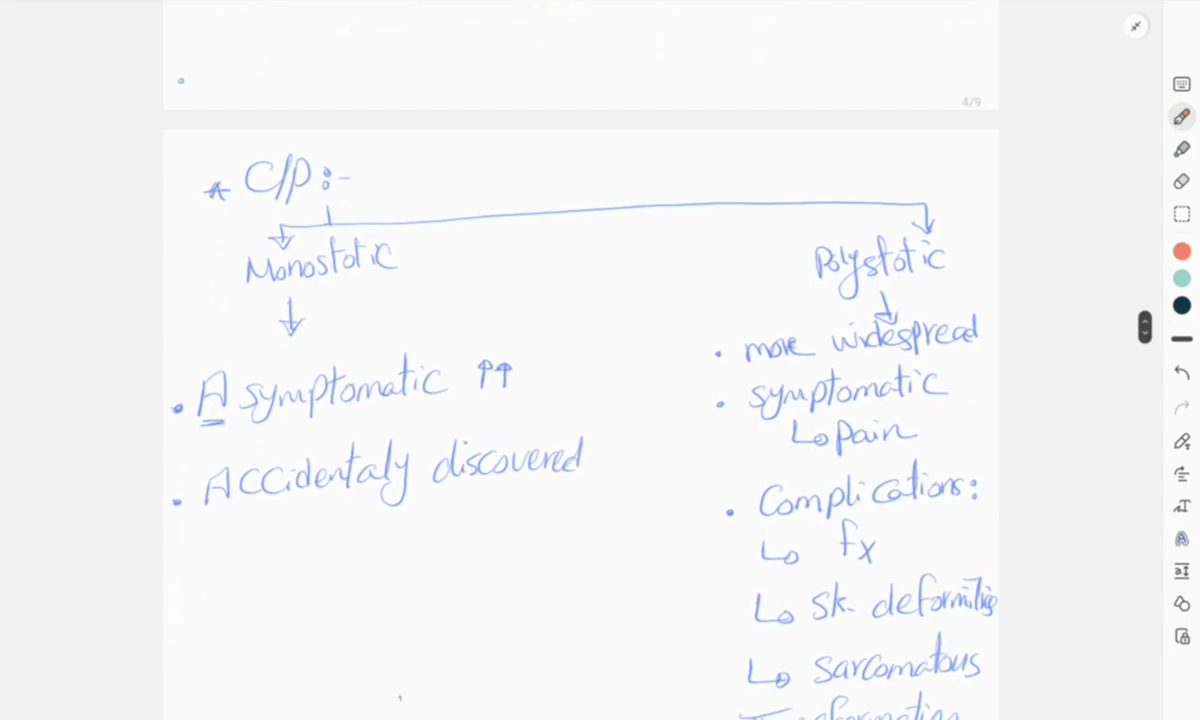 4/9
* C/P :-
Monostotic
Polystotic
. Asymptomatic ↑↑
. Accidentaly discovered
. more widespread
. symptomatic
↳ pain
. Complications:
↳ fx
↳ sk. deformities
↳ sarcomatous